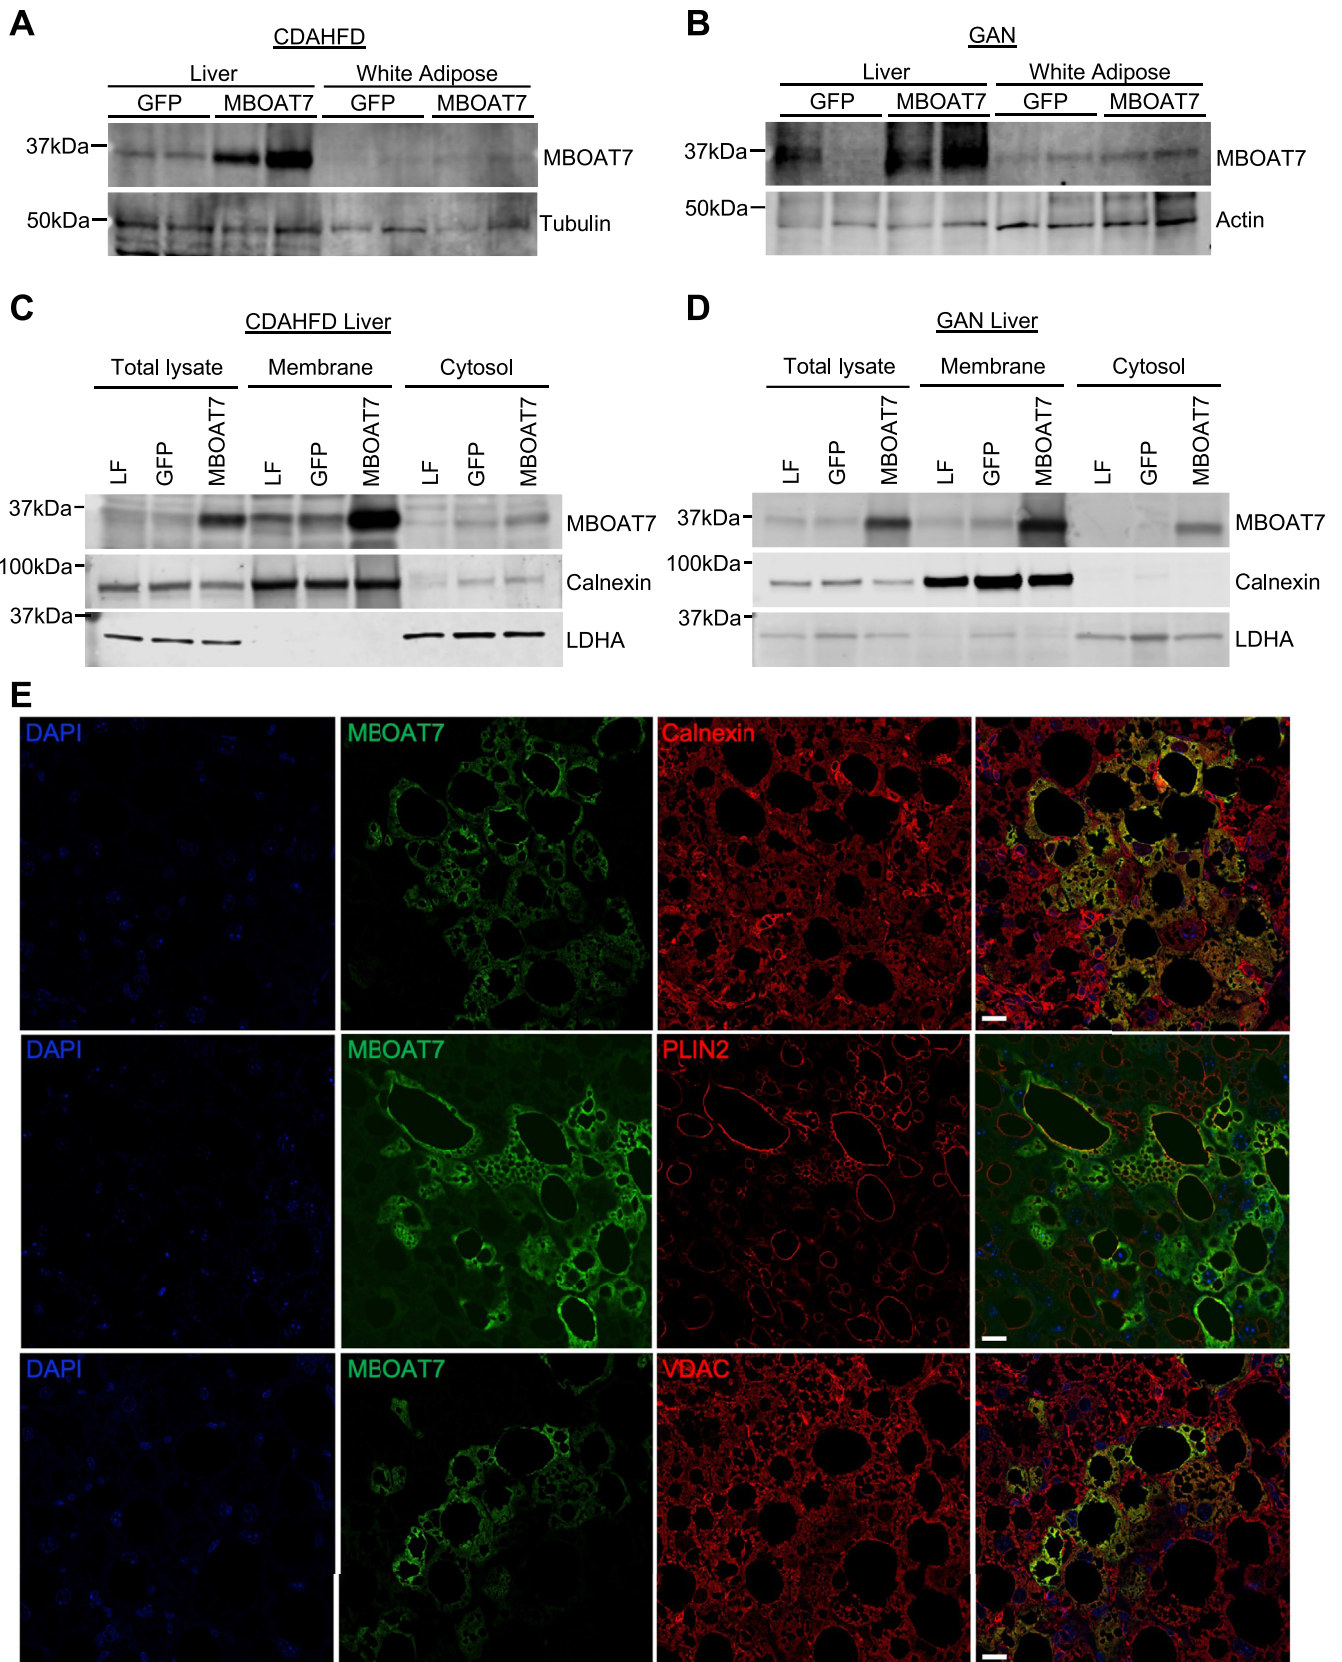 A
CDAHFD
Liver White Adipose
GFP MBOAT7 GFP MBOAT7
37kDa
MBOAT7
50kDa
Tubulin
B
GAN
Liver White Adipose
GFP MBOAT7 GFP MBOAT7
37kDa
MBOAT7
50kDa
Actin
C
CDAHFD Liver
Total lysate Membrane Cytosol
LF GFP MBOAT7 LF GFP MBOAT7 LF GFP MBOAT7
37kDa
MBOAT7
100kDa
Calnexin
37kDa
LDHA
D
GAN Liver
Total lysate Membrane Cytosol
LF GFP MBOAT7 LF GFP MBOAT7 LF GFP MBOAT7
37kDa
MBOAT7
100kDa
Calnexin
37kDa
LDHA
E
DAPI MBOAT7 Calnexin
DAPI MBOAT7 PLIN2
DAPI MBOAT7 VDAC